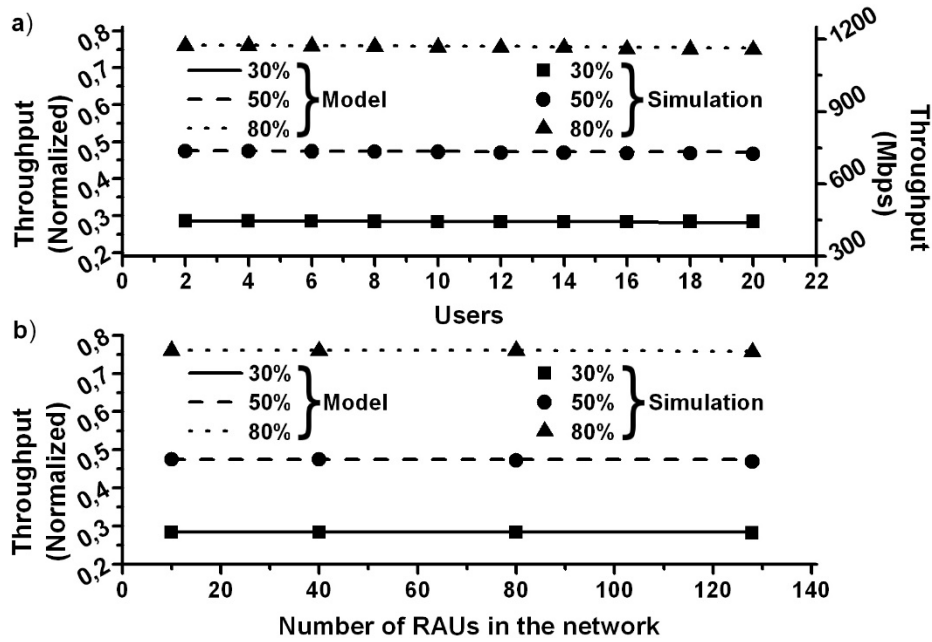 a)
Throughput
(Normalized)
0,8
0,7
0,6
0,5
0,4
0,3
0,2
30%
50%
80%
Model
30%
50%
80%
Simulation
1200
900
600
300
Throughput
(Mbps)
0 2 4 6 8 10 12 14 16 18 20 22
Users
b)
Throughput
(Normalized)
0,8
0,7
0,6
0,5
0,4
0,3
0,2
30%
50%
80%
Model
30%
50%
80%
Simulation
0 20 40 60 80 100 120 140
Number of RAUs in the network